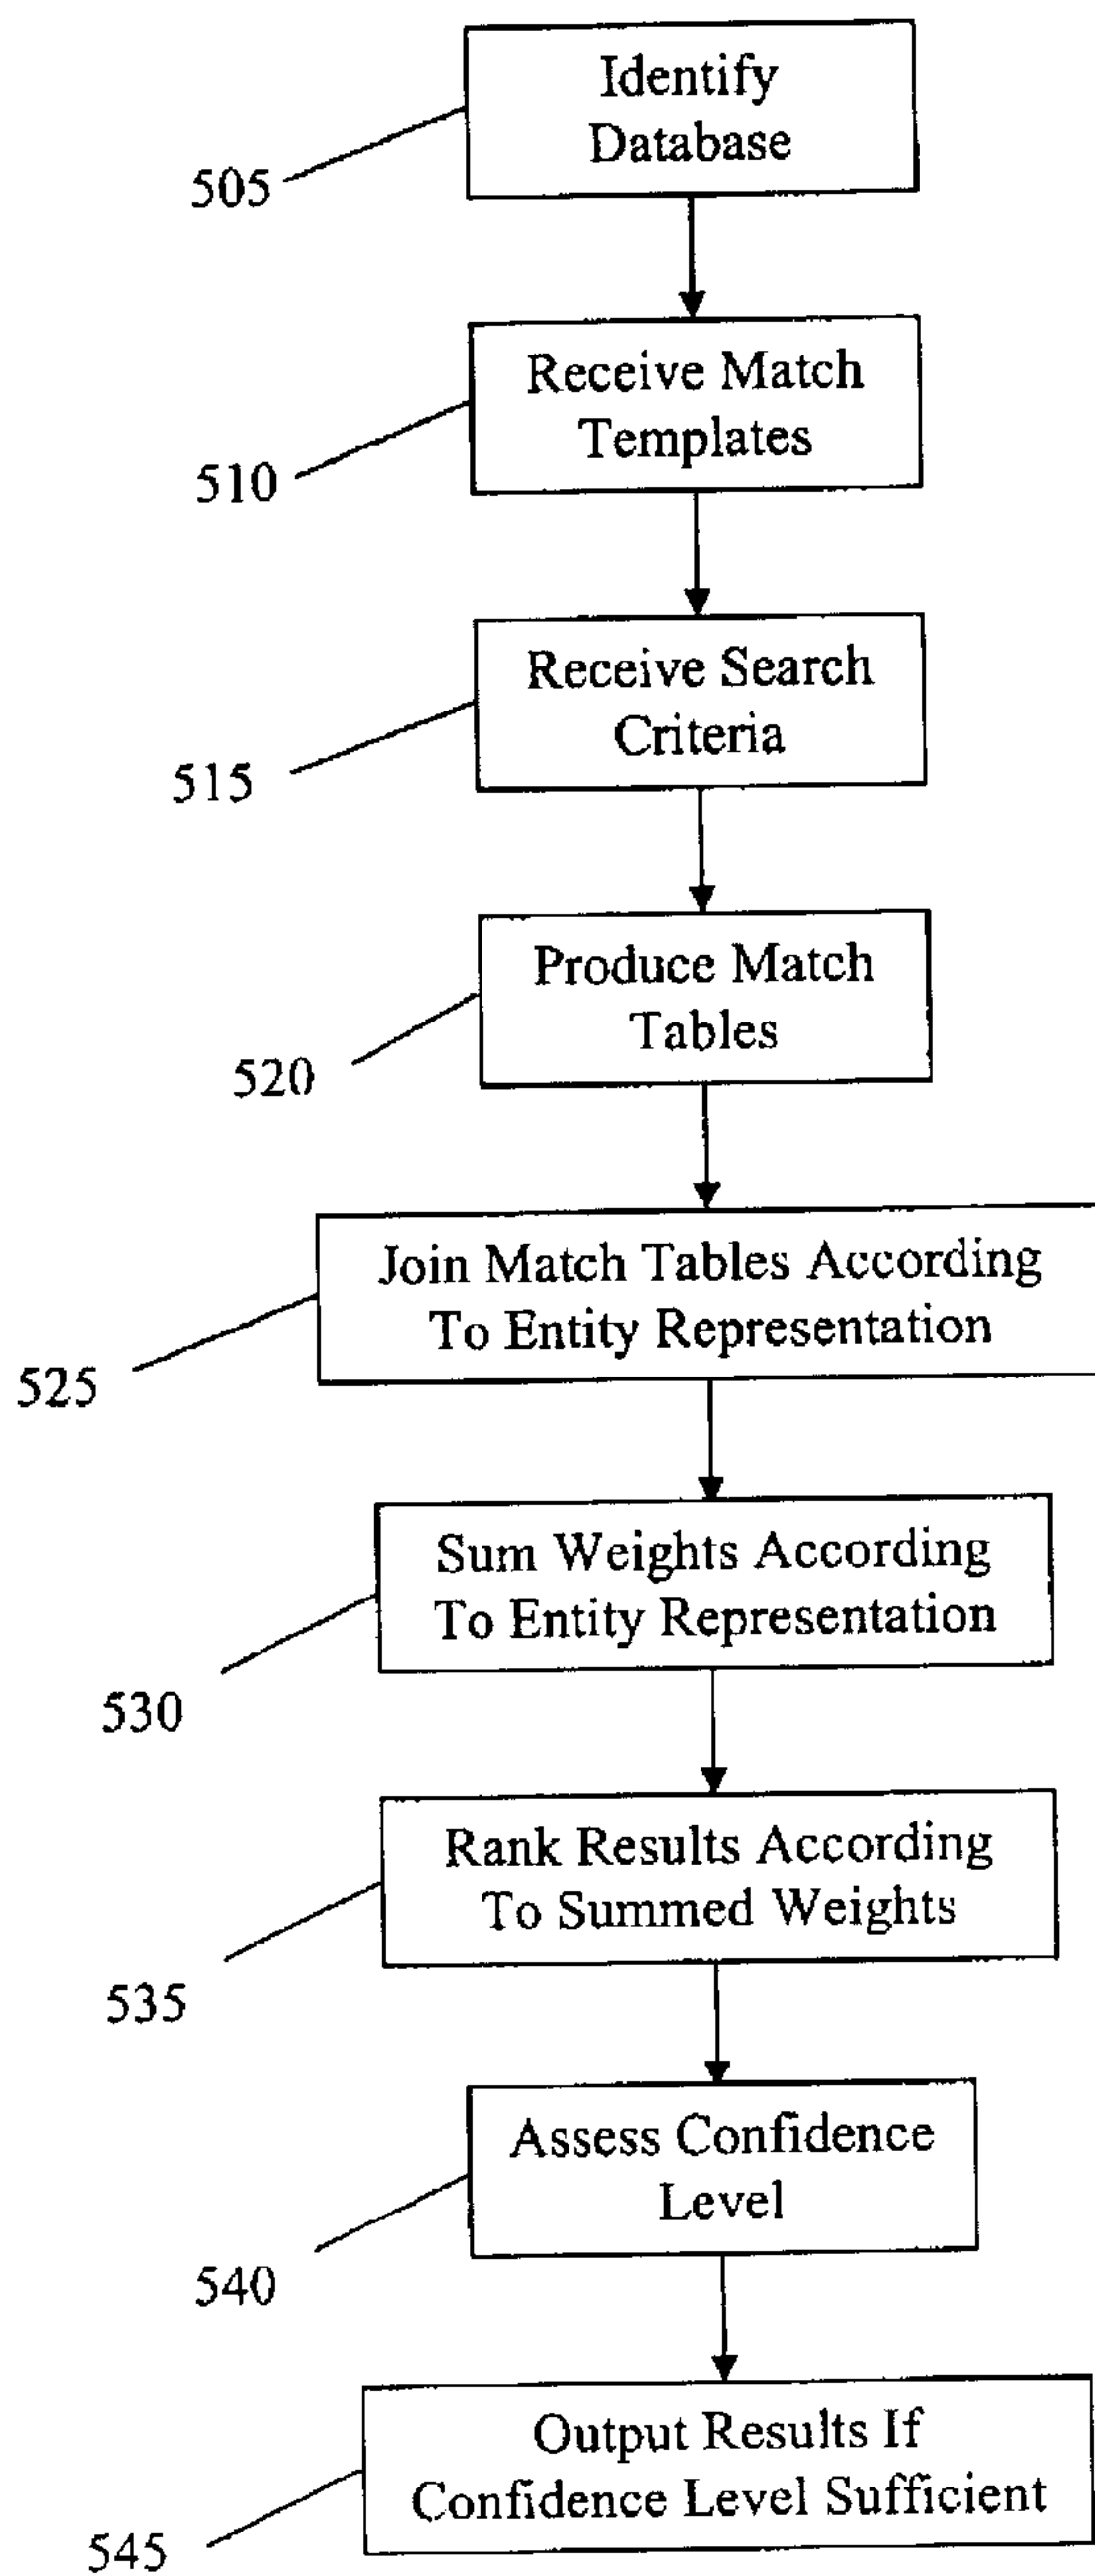 Identify
Database
505
Receive Match
Templates
510
Receive Search
Criteria
515
Produce Match
Tables
520
Join Match Tables According
To Entity Representation
525
Sum Weights According
To Entity Representation
530
Rank Results According
To Summed Weights
535
Assess Confidence
Level
540
Output Results If
Confidence Level Sufficient
545